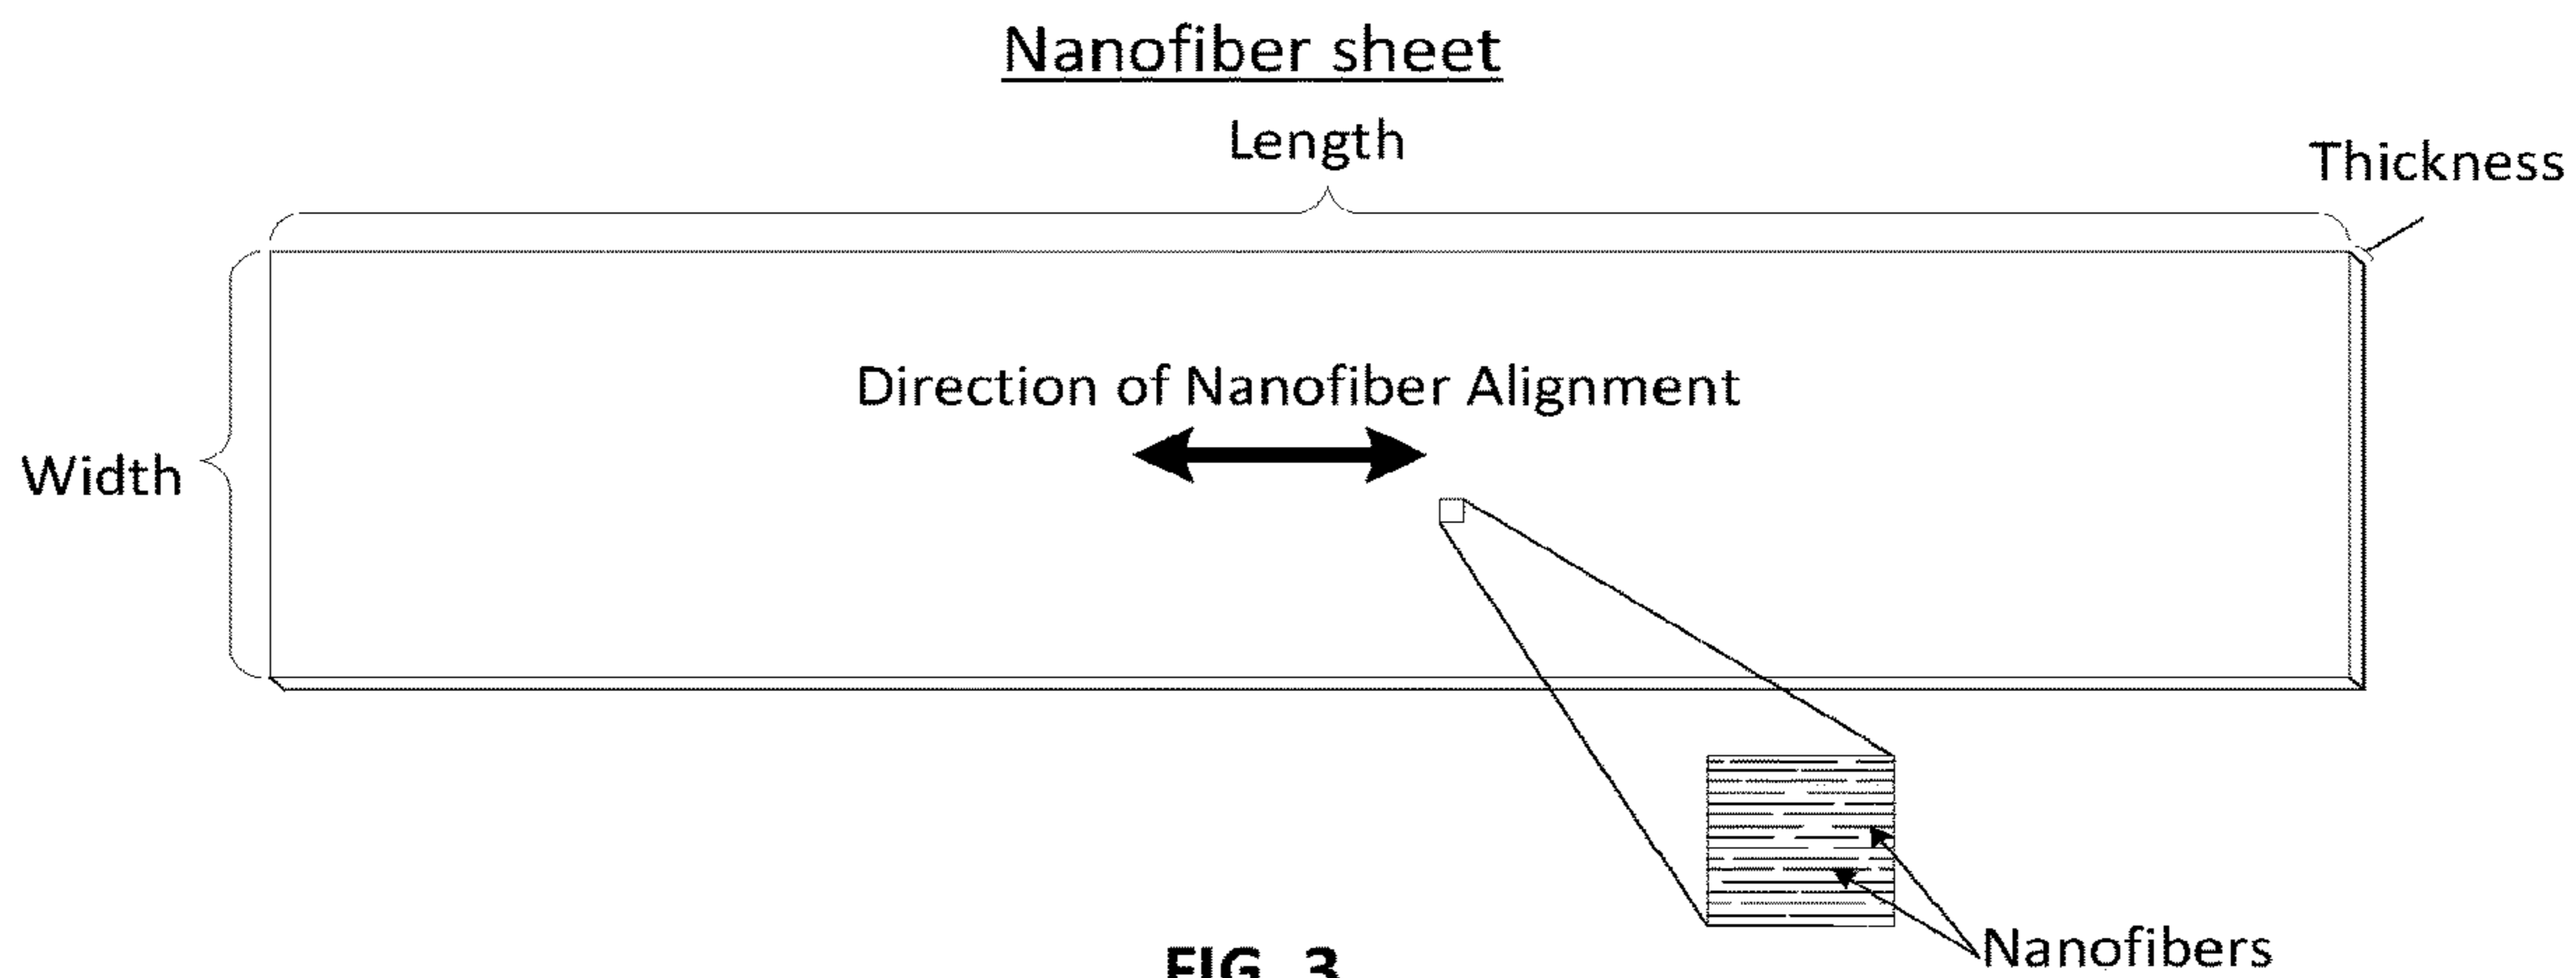 Nanofiber sheet
Length
Thickness
Direction of Nanofiber Alignment
Width
Nanofibers
FIG. 3